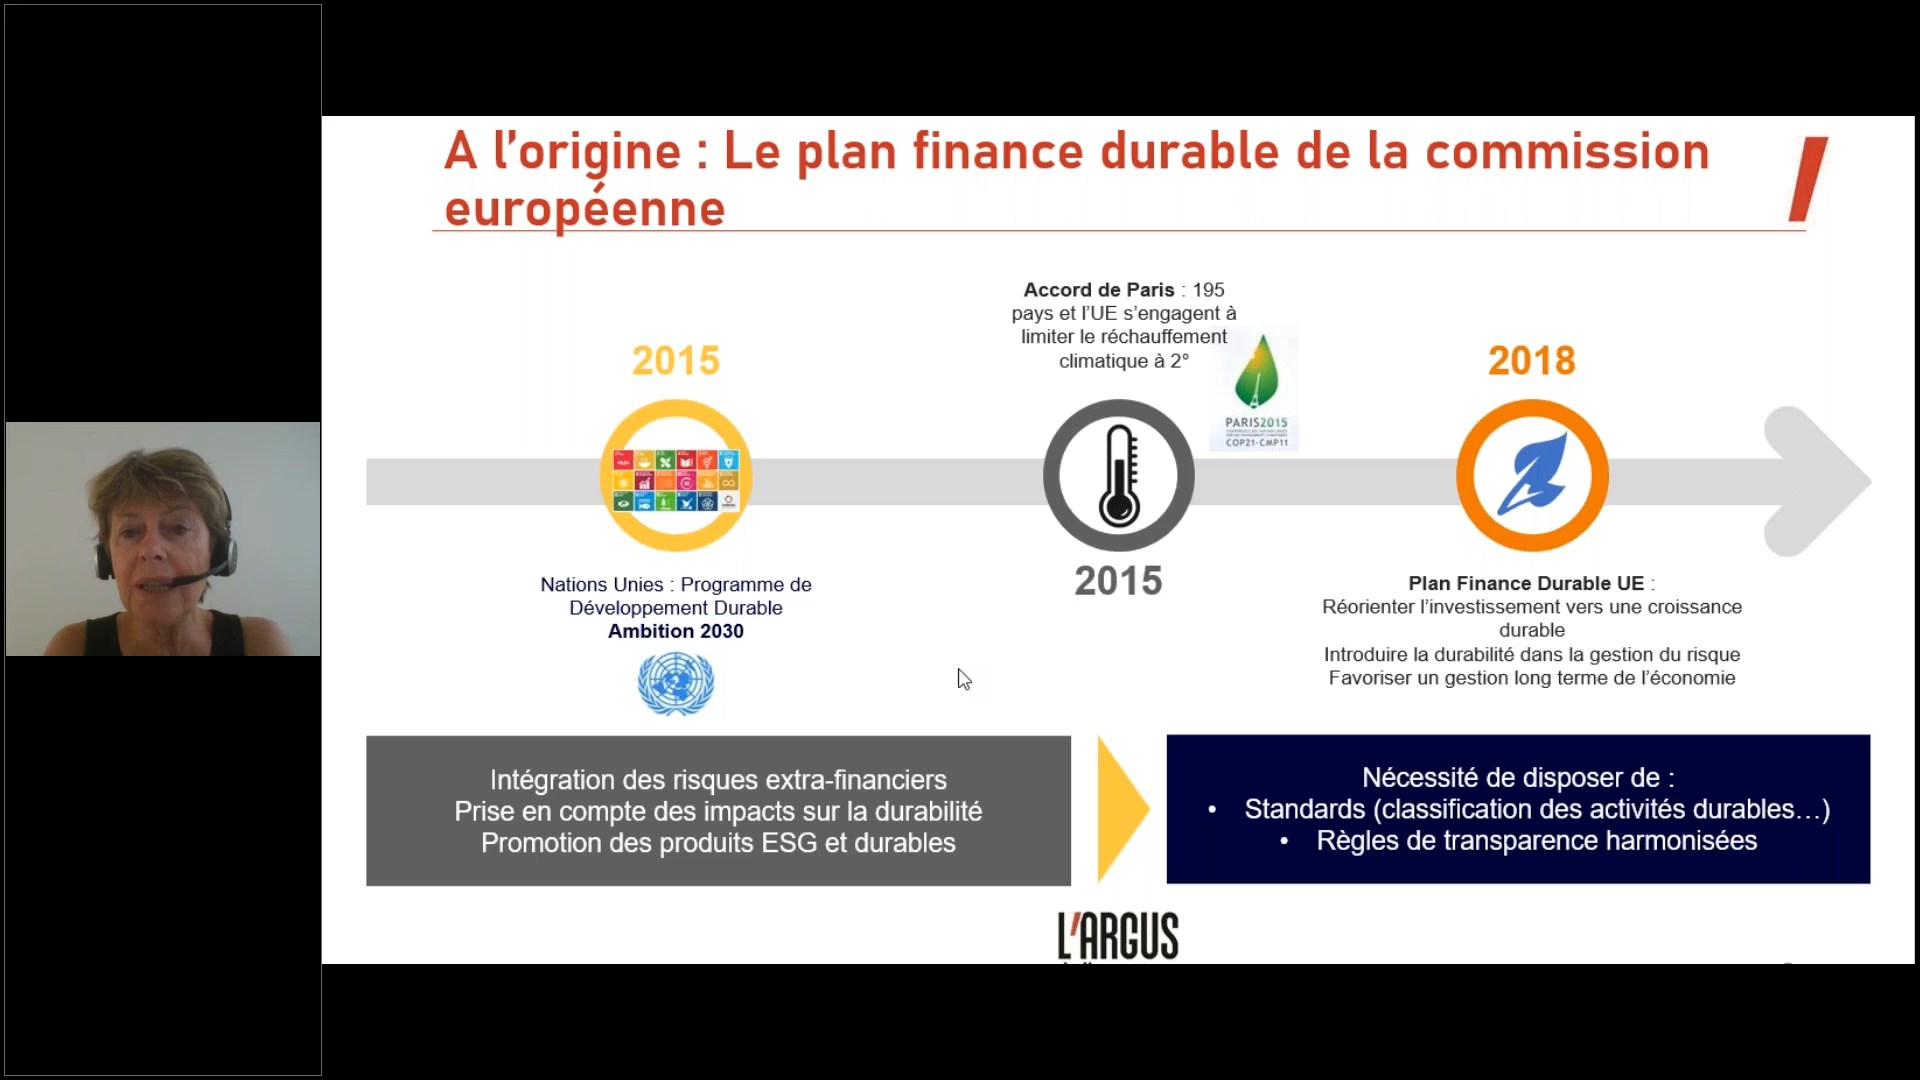 A l’origine : Le plan finance durable de la commission
européenne
2015
Nations Unies : Programme de
Développement Durable
Ambition 2030
Accord de Paris : 195
pays et l’UE s’engagent à
limiter le réchauffement
climatique à 2°
PARIS2015
COP21-CMP11
2015
2018
Plan Finance Durable UE :
Réorienter l’investissement vers une croissance
durable
Introduire la durabilité dans la gestion du risque
Favoriser un gestion long terme de l’économie
Intégration des risques extra-financiers
Prise en compte des impacts sur la durabilité
Promotion des produits ESG et durables
Nécessité de disposer de :
• Standards (classification des activités durables…)
• Règles de transparence harmonisées
L'ARGUS